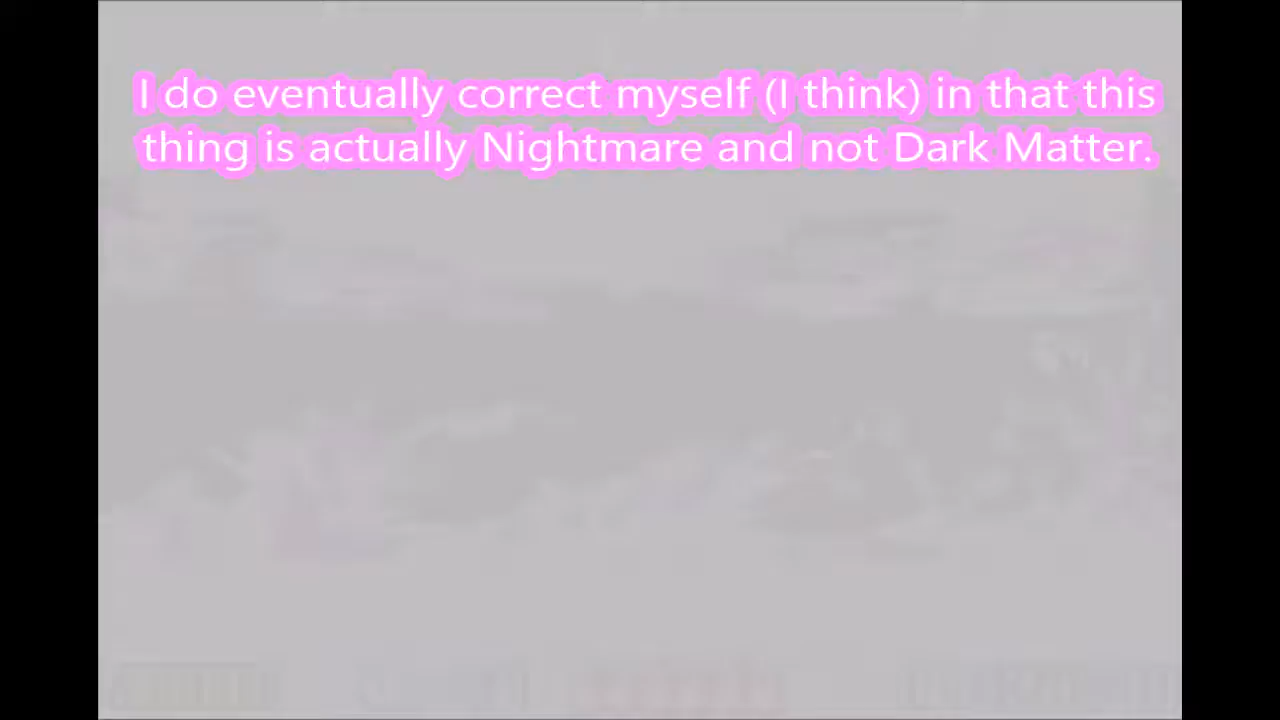 I do eventually correct myself (I think) in that this
thing is actually Nightmare and not Dark Matter.